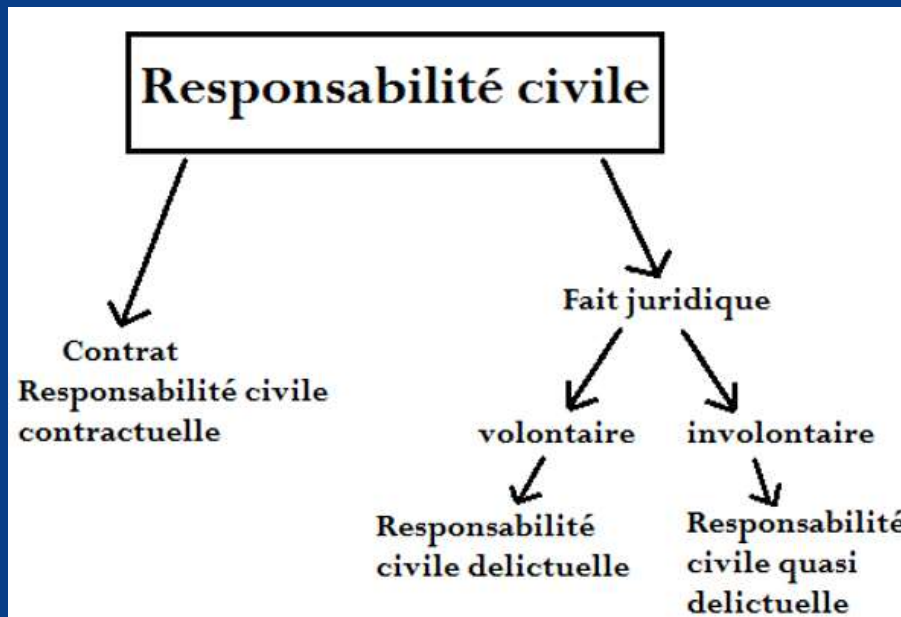 Responsabilité civile
Fait juridique
Contrat
Responsabilité civile
contractuelle
volontaire
involontaire
Responsabilité
civile delictuelle
Responsabilité
civile quasi
delictuelle